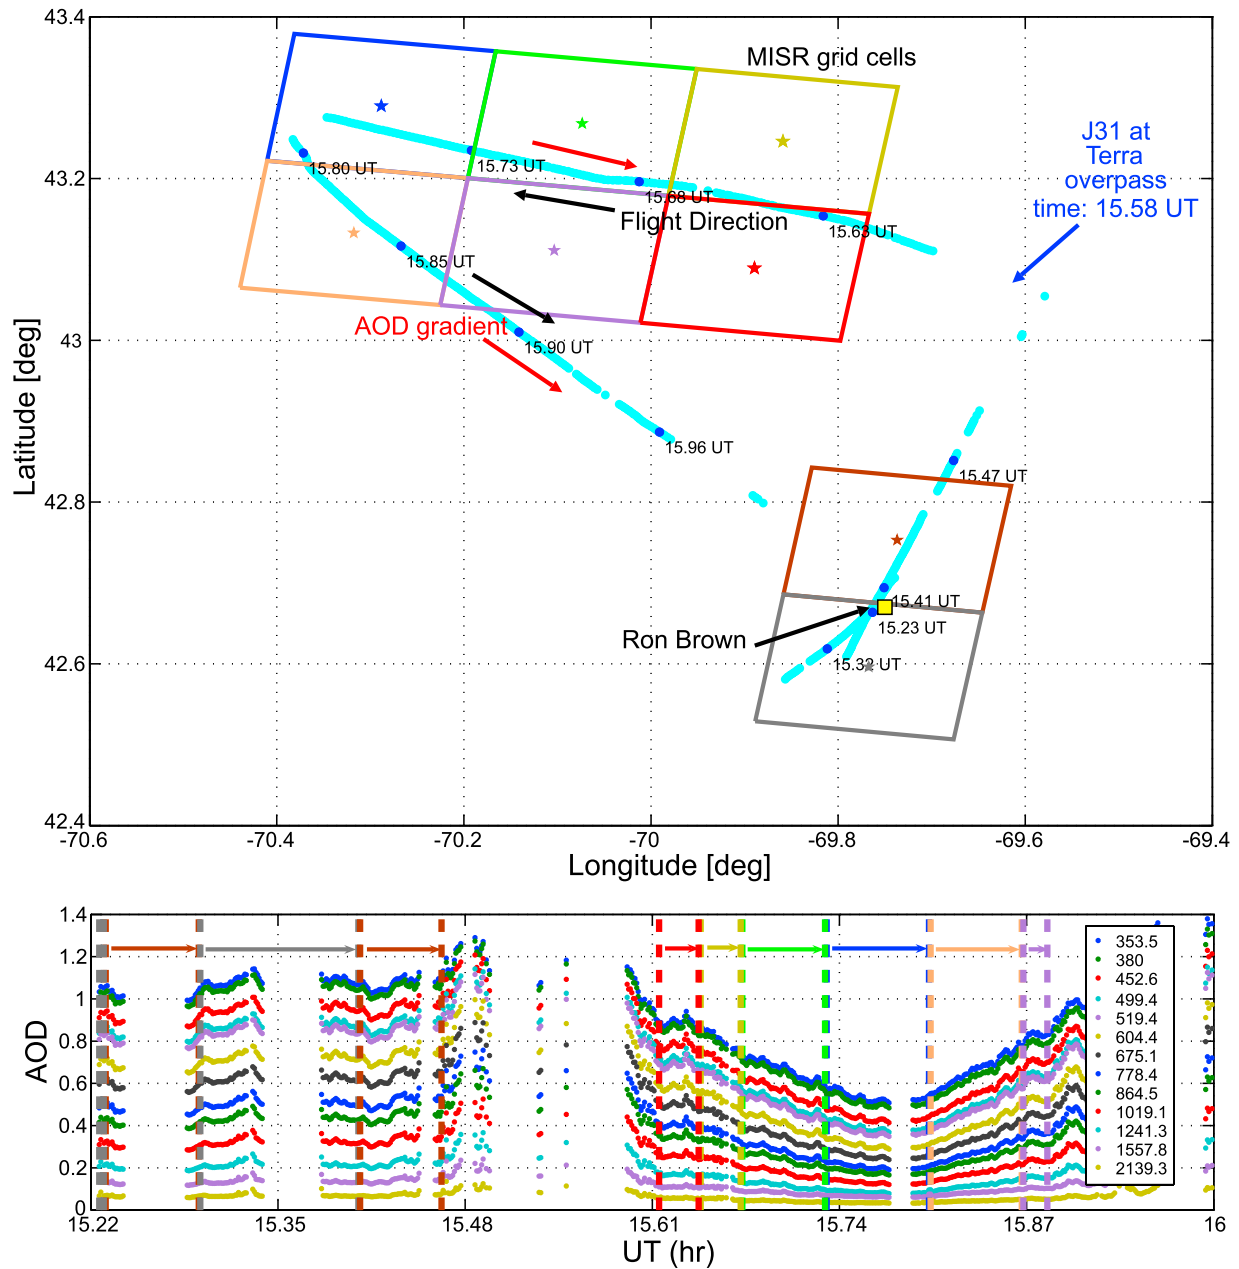 43.4
MISR grid cells
J31 at
Terra
overpass
time: 15.58 UT
15.80 UT
15.73 UT
43.2
15.68 UT
Flight Direction
15.63 UT
15.85 UT
AOD gradient
15.90 UT
43
Latitude [deg]
15.96 UT
15.47 UT
42.8
15.41 UT
15.23 UT
Ron Brown
15.32 UT
42.6
42.4
-70.6
-70.4
-70.2
-70
-69.8
-69.6
-69.4
Longitude [deg]
1.4
1.2
1
0.8
0.6
0.4
0.2
0
AOD
353.5
380
452.6
499.4
519.4
604.4
675.1
778.4
864.5
1019.1
1241.3
1557.8
2139.3
15.22
15.35
15.48
15.61
15.74
15.87
16
UT (hr)